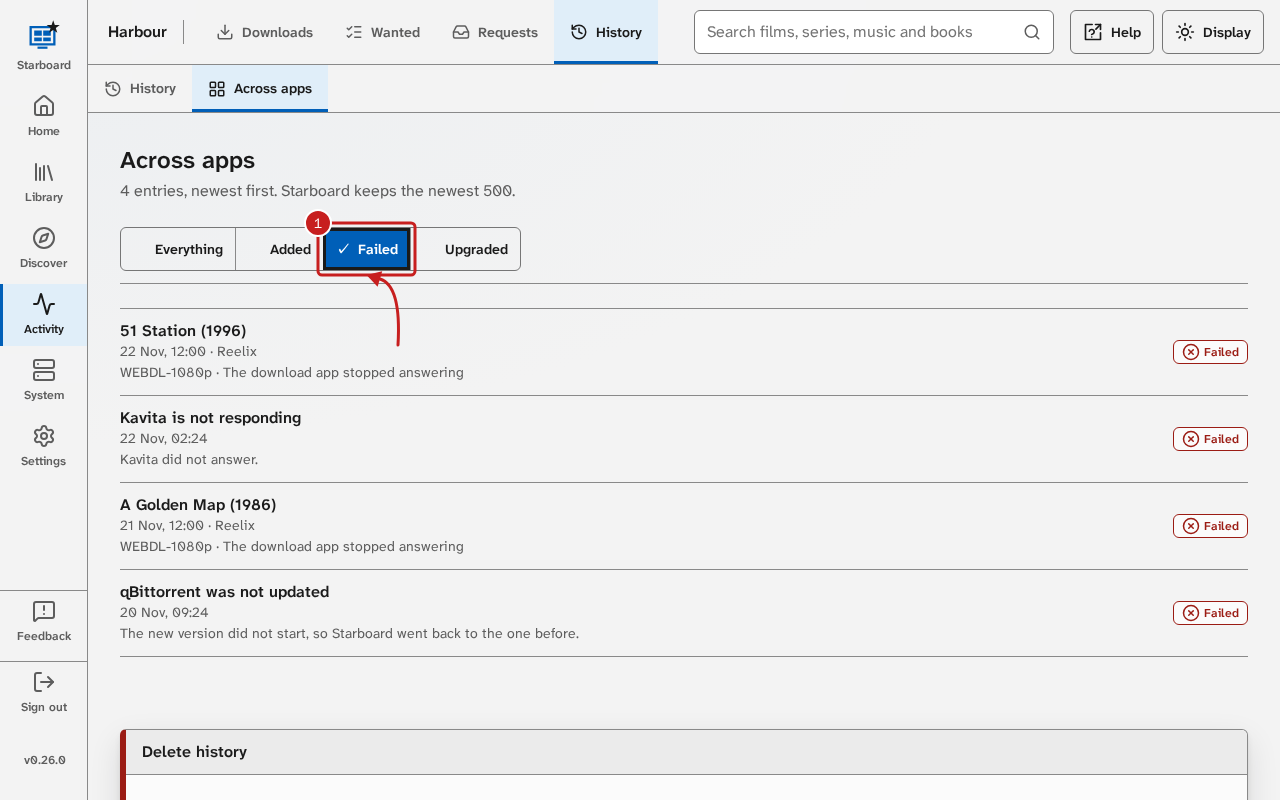 Starboard
Home
Library
Discover
Activity
System
Settings
Feedback
Sign out
v0.26.0
Harbour
Downloads
Wanted
Requests
History
Search films, series, music and books
Help
Display
History
Across apps
Across apps
4 entries, newest first. Starboard keeps the newest 500.
1
Everything
Added
✓ Failed
Upgraded
51 Station (1996)
22 Nov, 12:00 · Reelix
WEBDL-1080p · The download app stopped answering
Failed
Kavita is not responding
22 Nov, 02:24
Kavita did not answer.
Failed
A Golden Map (1986)
21 Nov, 12:00 · Reelix
WEBDL-1080p · The download app stopped answering
Failed
qBittorrent was not updated
20 Nov, 09:24
The new version did not start, so Starboard went back to the one before.
Failed
Delete history